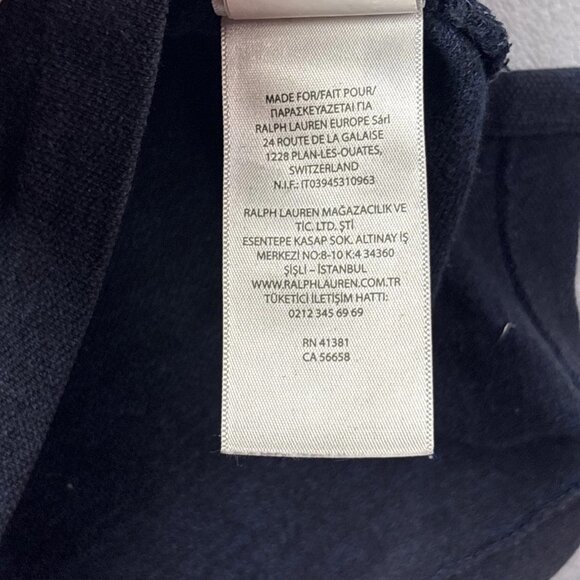 MADE FOR/FAIT POUR/
ΠΑΡΑΣΚΕΥΑΖΕΤΑΙ ΓΙΑ
RALPH LAUREN EUROPE Sárl
24 ROUTE DE LA GALAISE
1228 PLAN-LES-OUATES,
SWITZERLAND
N.I.F.: IT03945310963
RALPH LAUREN MAĞAZACILIK VE
TİC. LTD. ŞTİ
ESENTEPE KASAP SOK. ALTINAY İŞ
MERKEZİ NO:8-10 K:4 34360
ŞİŞLİ – İSTANBUL
WWW.RALPHLAUREN.COM.TR
TÜKETİCİ İLETİŞİM HATTI:
0212 345 69 69
RN 41381
CA 56658